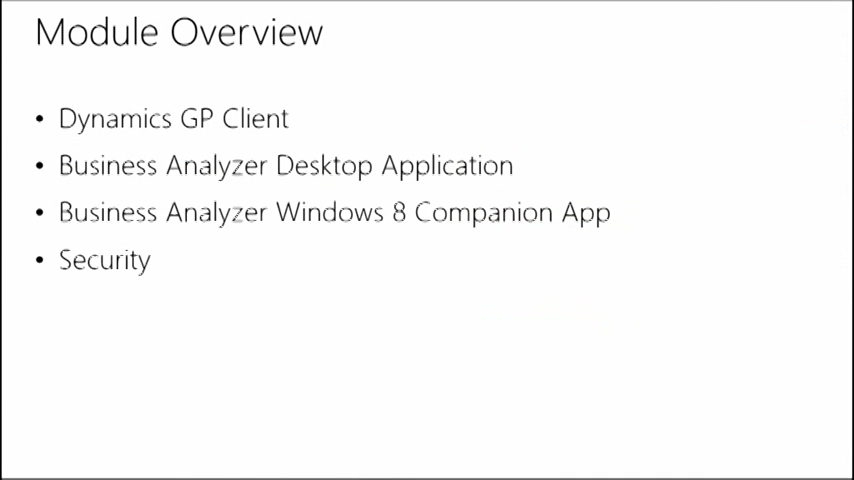 Module Overview
• Dynamics GP Client
• Business Analyzer Desktop Application
• Business Analyzer Windows 8 Companion App
• Security